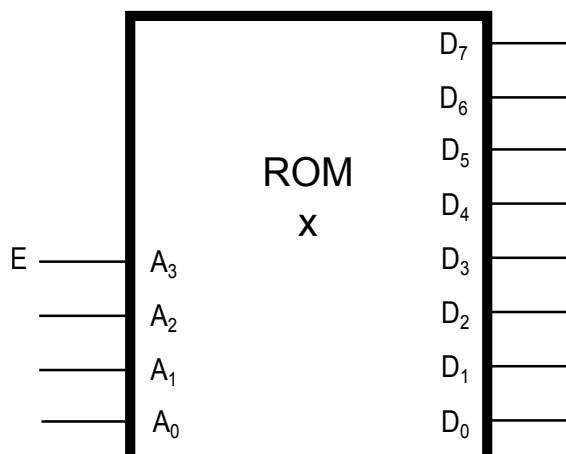 D₇
D₆
ROM
D₅
x
D₄
E A₃ D₃
A₂ D₂
A₁ D₁
A₀ D₀